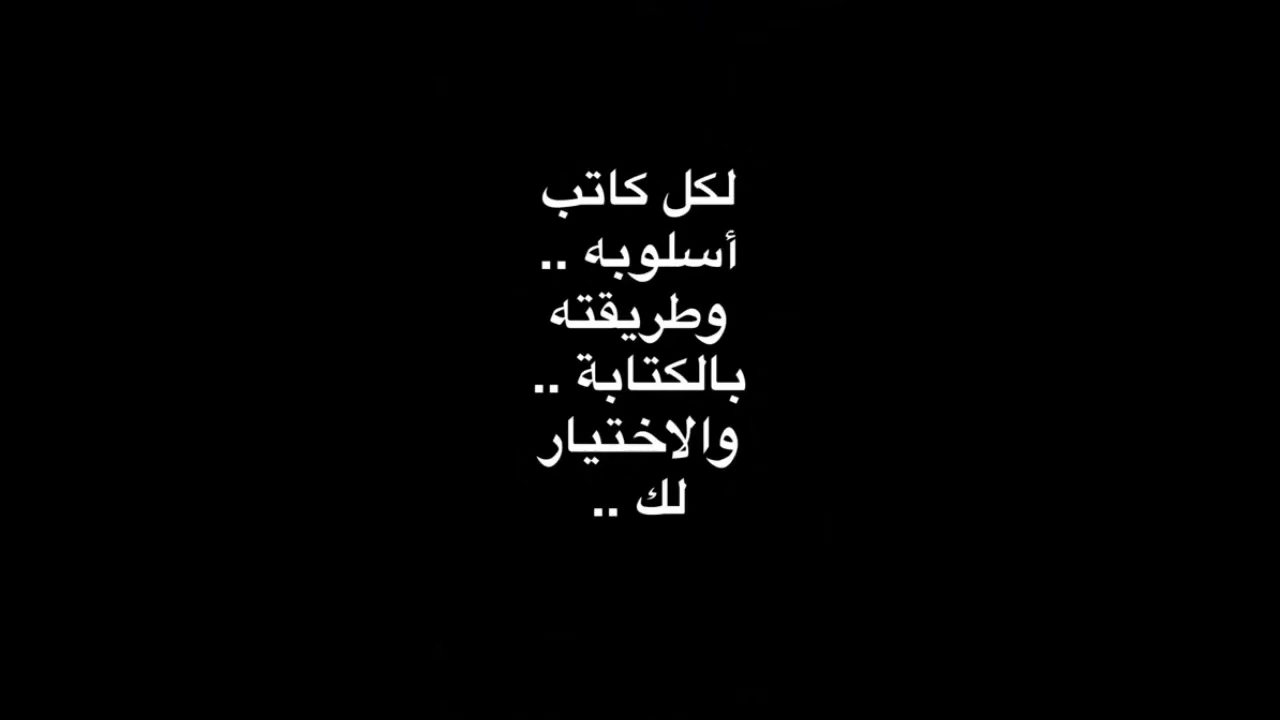 لكل كاتب
أسلوبه ..
وطريقته
بالكتابة ..
والاختيار
لك ..